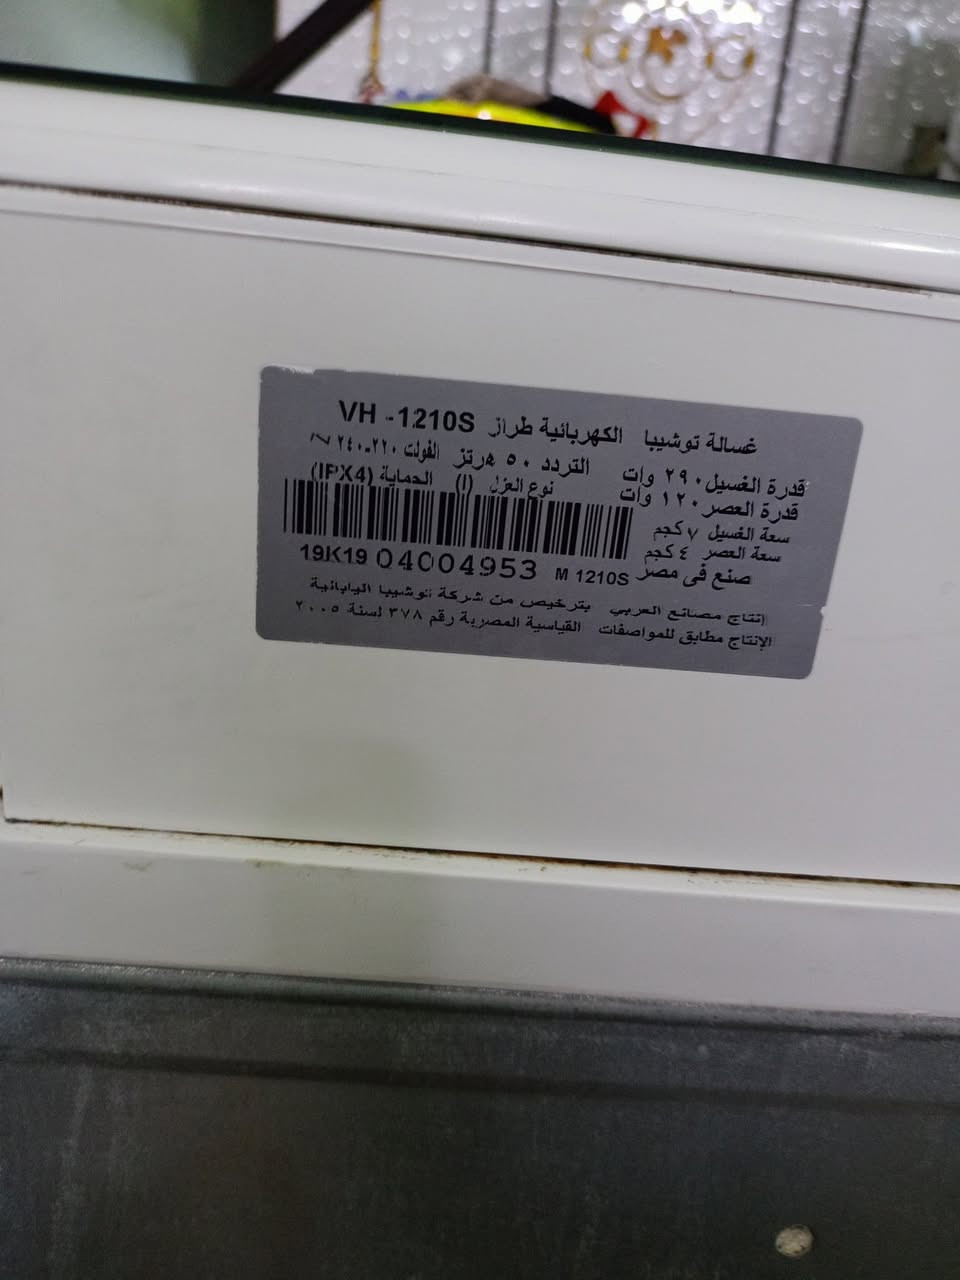 غسالة توشيبا الكهربائية طراز VH -1210S
قدرة الغسيل ٢٩٠ وات التردد ٥٠ هرتز الفولت ٢٢٠-٢٤٠ V
قدرة العصر ١٢٠ وات نوع العزل (I) الحماية (IPX4)
سعة الغسيل ٧ كجم
سعة العصر ٤ كجم
صنع فى مصر M 1210S 19K19 04004953
إنتاج مصانع العربي بترخيص من شركة توشيبا اليابانية
الإنتاج مطابق للمواصفات القياسية المصرية رقم ٣٧٨ لسنة ٢٠٠٥